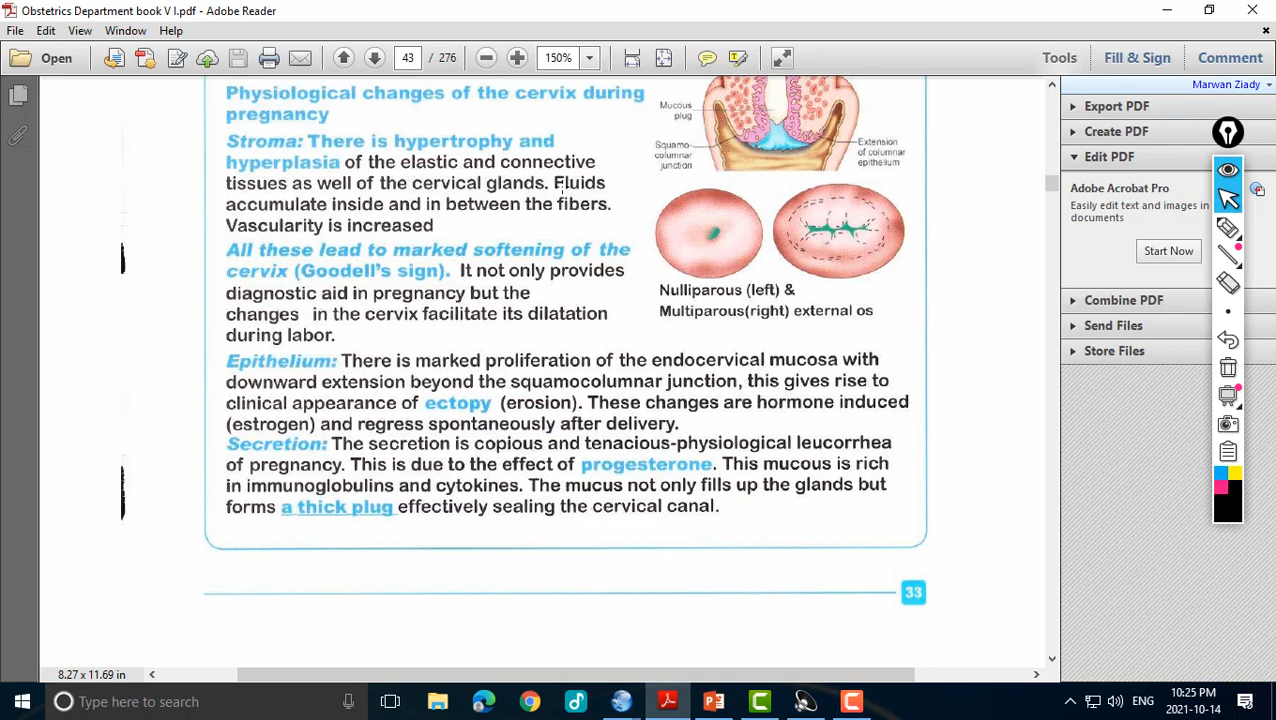 Obstetrics Department book V I.pdf - Adobe Reader
File Edit View Window Help
Open 43 / 276 150% Tools Fill & Sign Comment
Marwan Ziady
Export PDF
Create PDF
Edit PDF
Adobe Acrobat Pro
Easily edit text and images in
documents
Start Now
Combine PDF
Send Files
Store Files
Physiological changes of the cervix during
pregnancy
Stroma: There is hypertrophy and
hyperplasia of the elastic and connective
tissues as well of the cervical glands. Fluids
accumulate inside and in between the fibers.
Vascularity is increased
All these lead to marked softening of the
cervix (Goodell's sign). It not only provides
diagnostic aid in pregnancy but the
changes in the cervix facilitate its dilatation
during labor.
Mucous
plug
Squamo-
columnar
junction
Extension
of columnar
epithelium
Nulliparous (left) &
Multiparous(right) external os
Epithelium: There is marked proliferation of the endocervical mucosa with
downward extension beyond the squamocolumnar junction, this gives rise to
clinical appearance of ectopy (erosion). These changes are hormone induced
(estrogen) and regress spontaneously after delivery.
Secretion: The secretion is copious and tenacious-physiological leucorrhea
of pregnancy. This is due to the effect of progesterone. This mucous is rich
in immunoglobulins and cytokines. The mucus not only fills up the glands but
forms a thick plug effectively sealing the cervical canal.
33
8.27 x 11.69 in
Type here to search
ENG
10:25 PM
2021-10-14